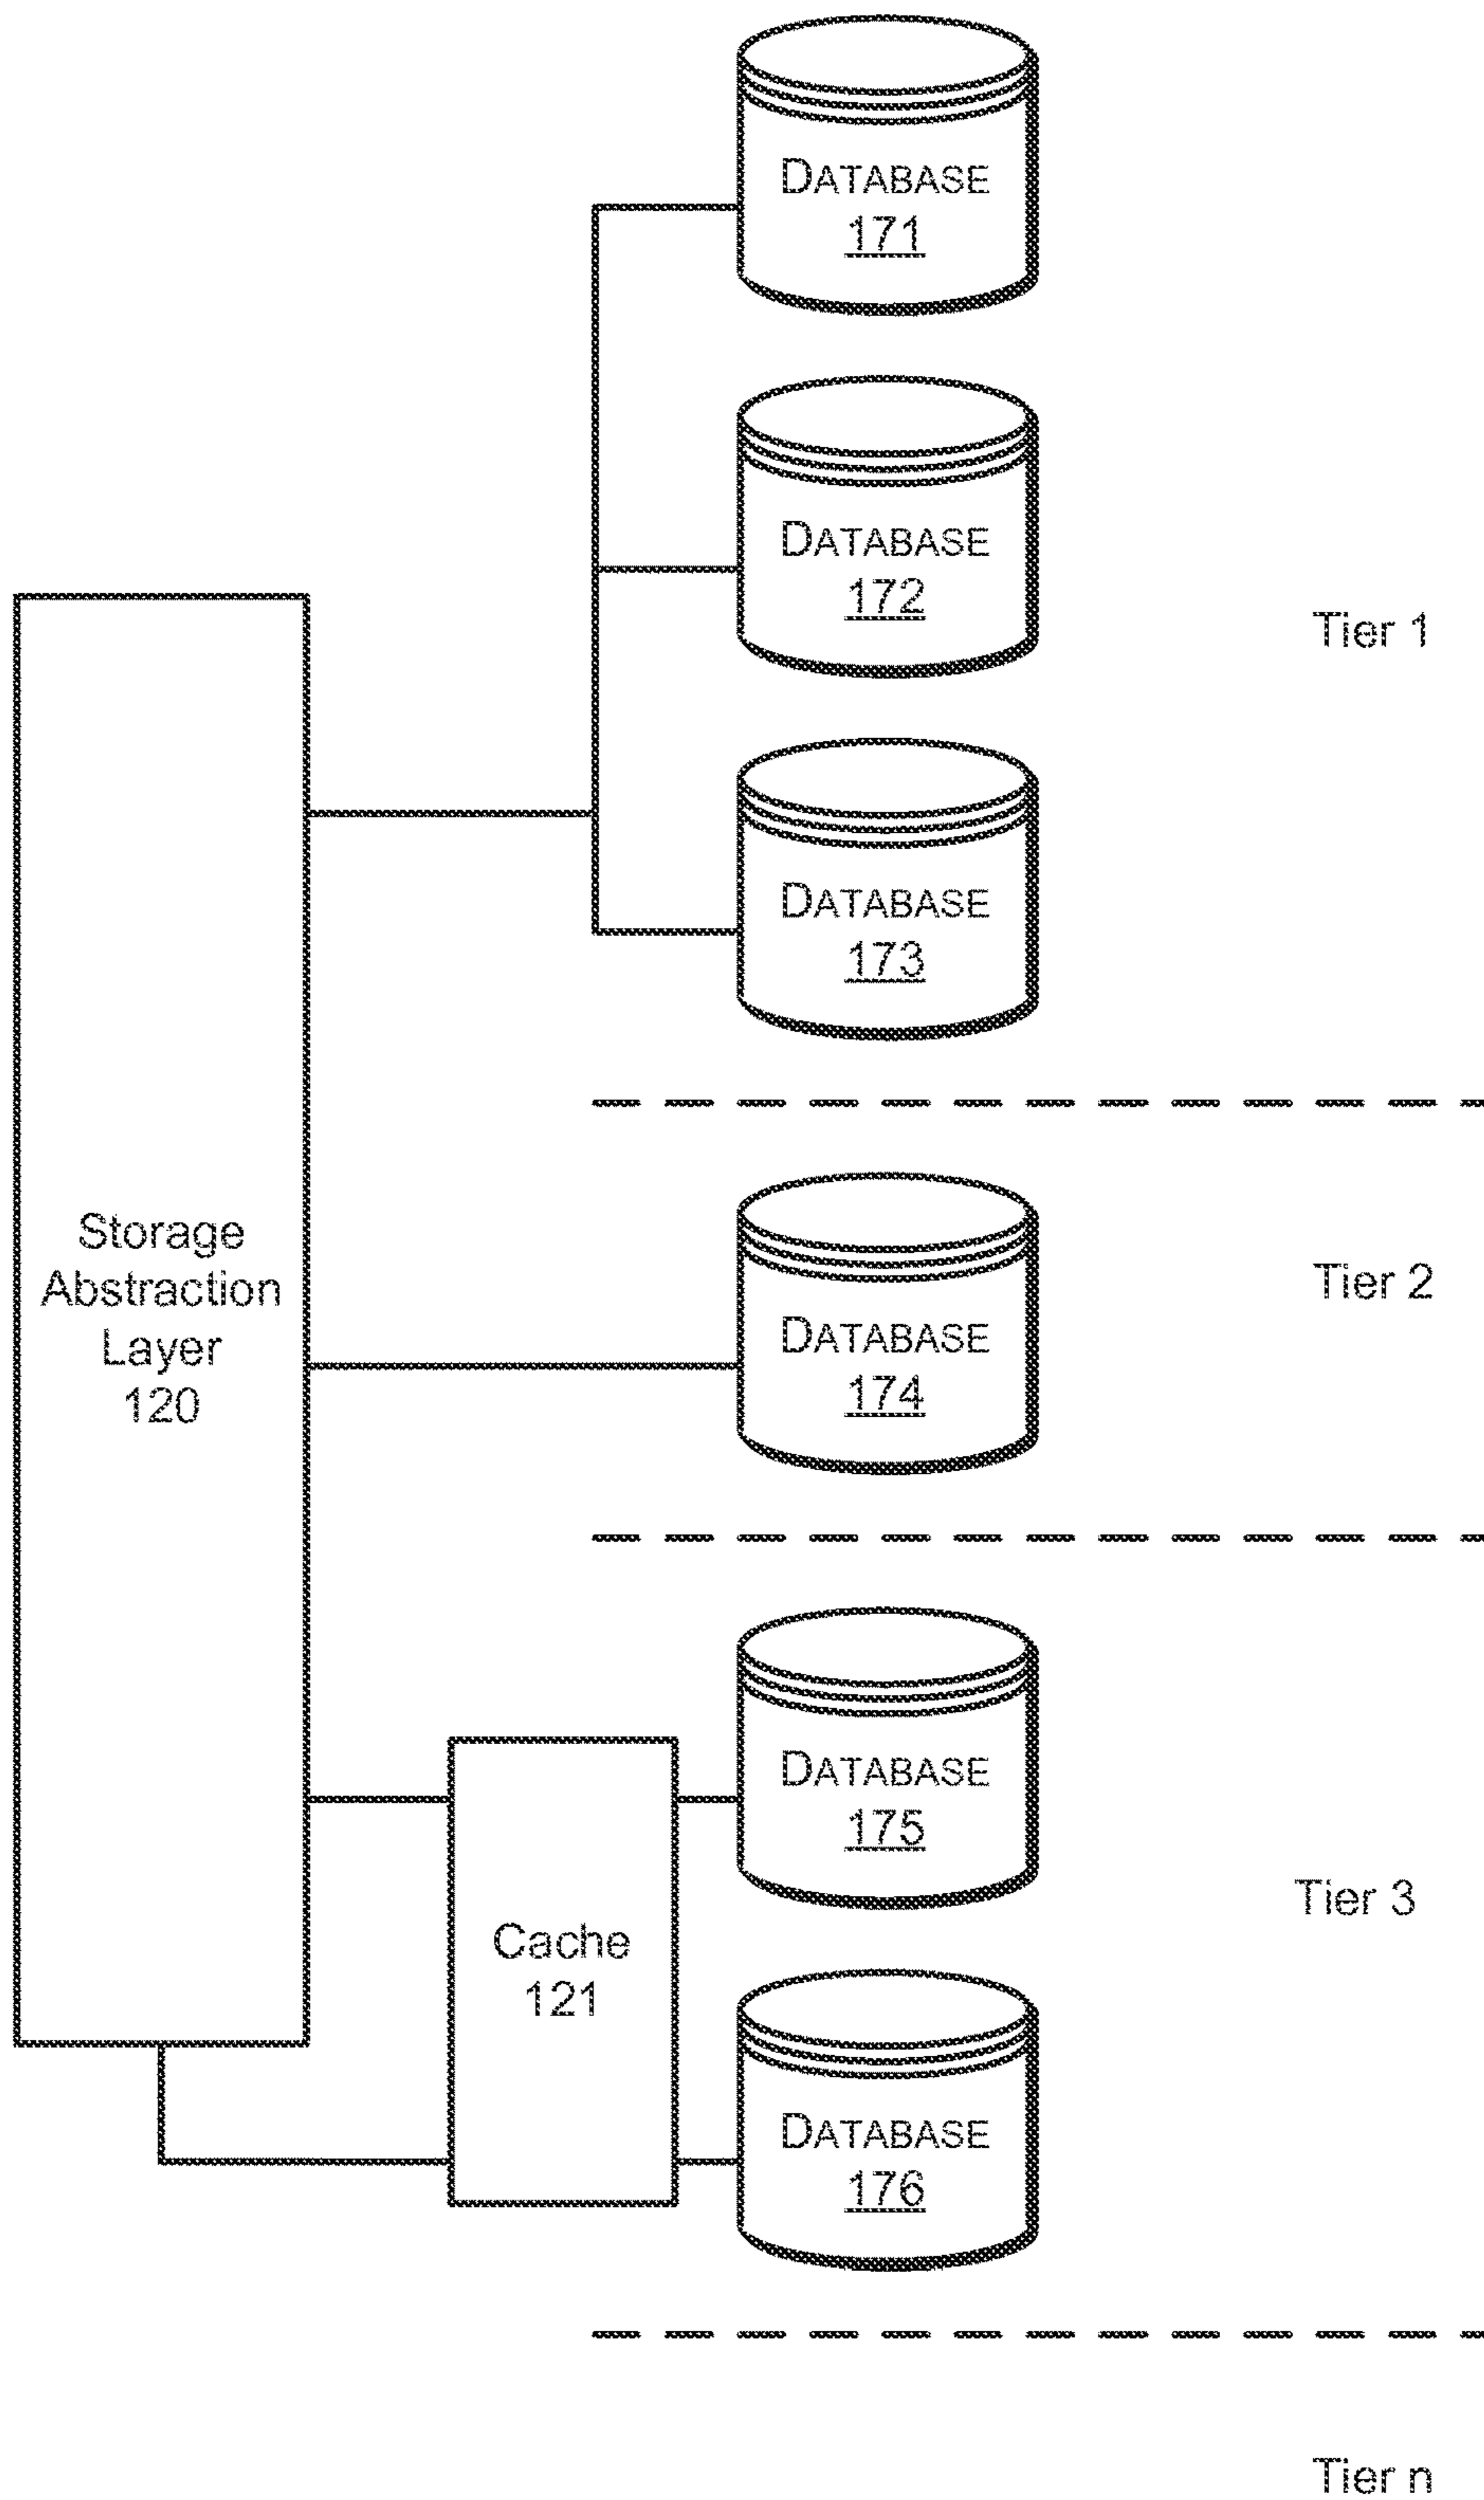 DATABASE
171
DATABASE
172
Tier 1
DATABASE
173
Storage
Abstraction
Layer
120
DATABASE
174
Tier 2
DATABASE
175
Tier 3
Cache
121
DATABASE
176
Tier n